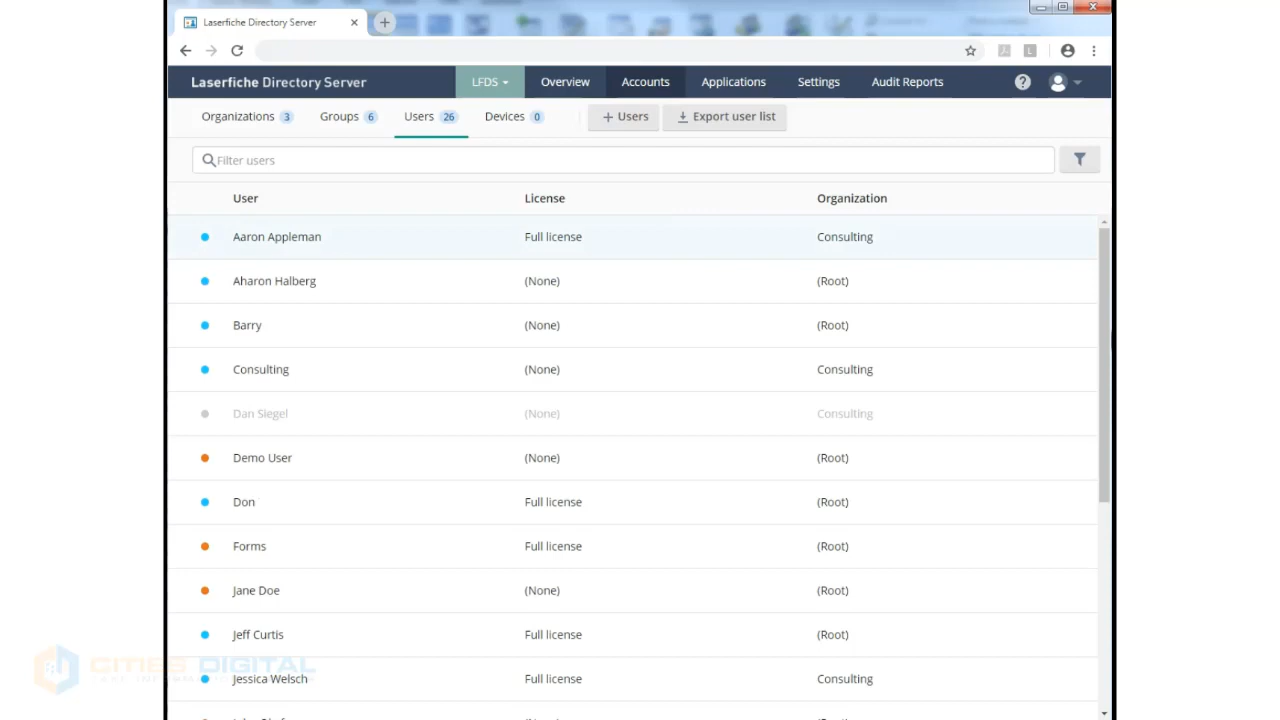 Laserfiche Directory Server
Laserfiche Directory Server LFDS Overview Accounts Applications Settings Audit Reports
Organizations 3 Groups 6 Users 26 Devices 0 + Users Export user list
Filter users
User License Organization
Aaron Appleman Full license Consulting
Aharon Halberg (None) (Root)
Barry (None) (Root)
Consulting (None) Consulting
Dan Siegel (None) Consulting
Demo User (None) (Root)
Don Full license (Root)
Forms Full license (Root)
Jane Doe (None) (Root)
Jeff Curtis Full license (Root)
CITIES DIGITAL
Jessica Welsch Full license Consulting